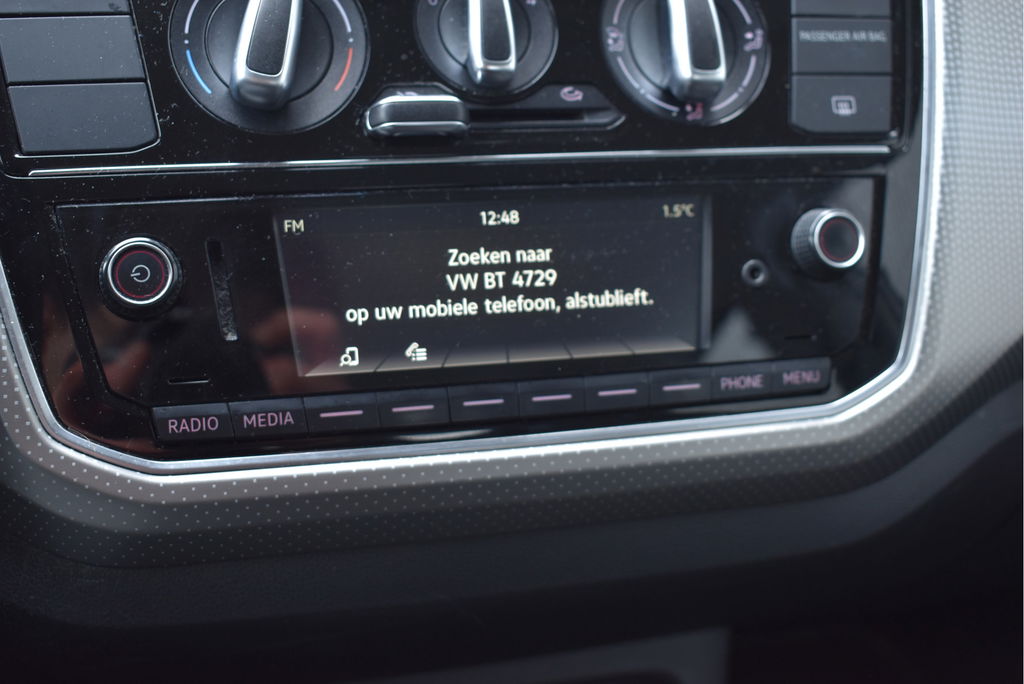 PASSENGER AIR BAG
FM 12:48 1.5°C
Zoeken naar
VW BT 4729
op uw mobiele telefoon, alstublieft.
RADIO MEDIA PHONE MENU